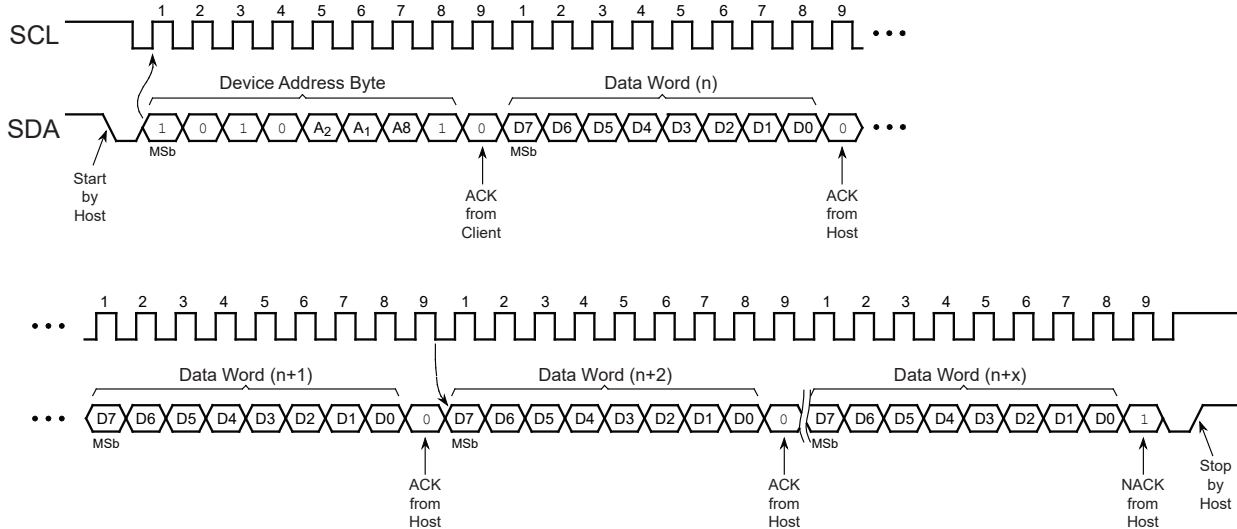 1 2 3 4 5 6 7 8 9 1 2 3 4 5 6 7 8 9
SCL
Device Address Byte Data Word (n)
SDA 1 0 1 0 A2 A1 A8 1 0 D7 D6 D5 D4 D3 D2 D1 D0 0
MSb MSb
Start
by
Host
ACK
from
Client
ACK
from
Host
1 2 3 4 5 6 7 8 9 1 2 3 4 5 6 7 8 9 1 2 3 4 5 6 7 8 9
Data Word (n+1) Data Word (n+2) Data Word (n+x)
D7 D6 D5 D4 D3 D2 D1 D0 0 D7 D6 D5 D4 D3 D2 D1 D0 0 D7 D6 D5 D4 D3 D2 D1 D0 1
MSb MSb MSb
ACK
from
Host
ACK
from
Host
NACK
from
Host
Stop
by
Host